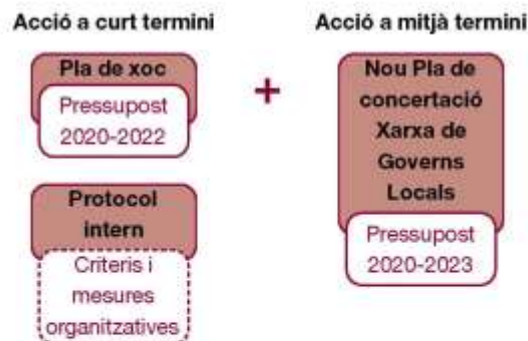 Acció a curt termini
Pla de xoc
Pressupost
2020-2022
Protocol
intern
Criteris i
mesures
organitzatives
+
Acció a mitjà termini
Nou Pla de
concertació
Xarxa de
Governs
Locals
Pressupost
2020-2023